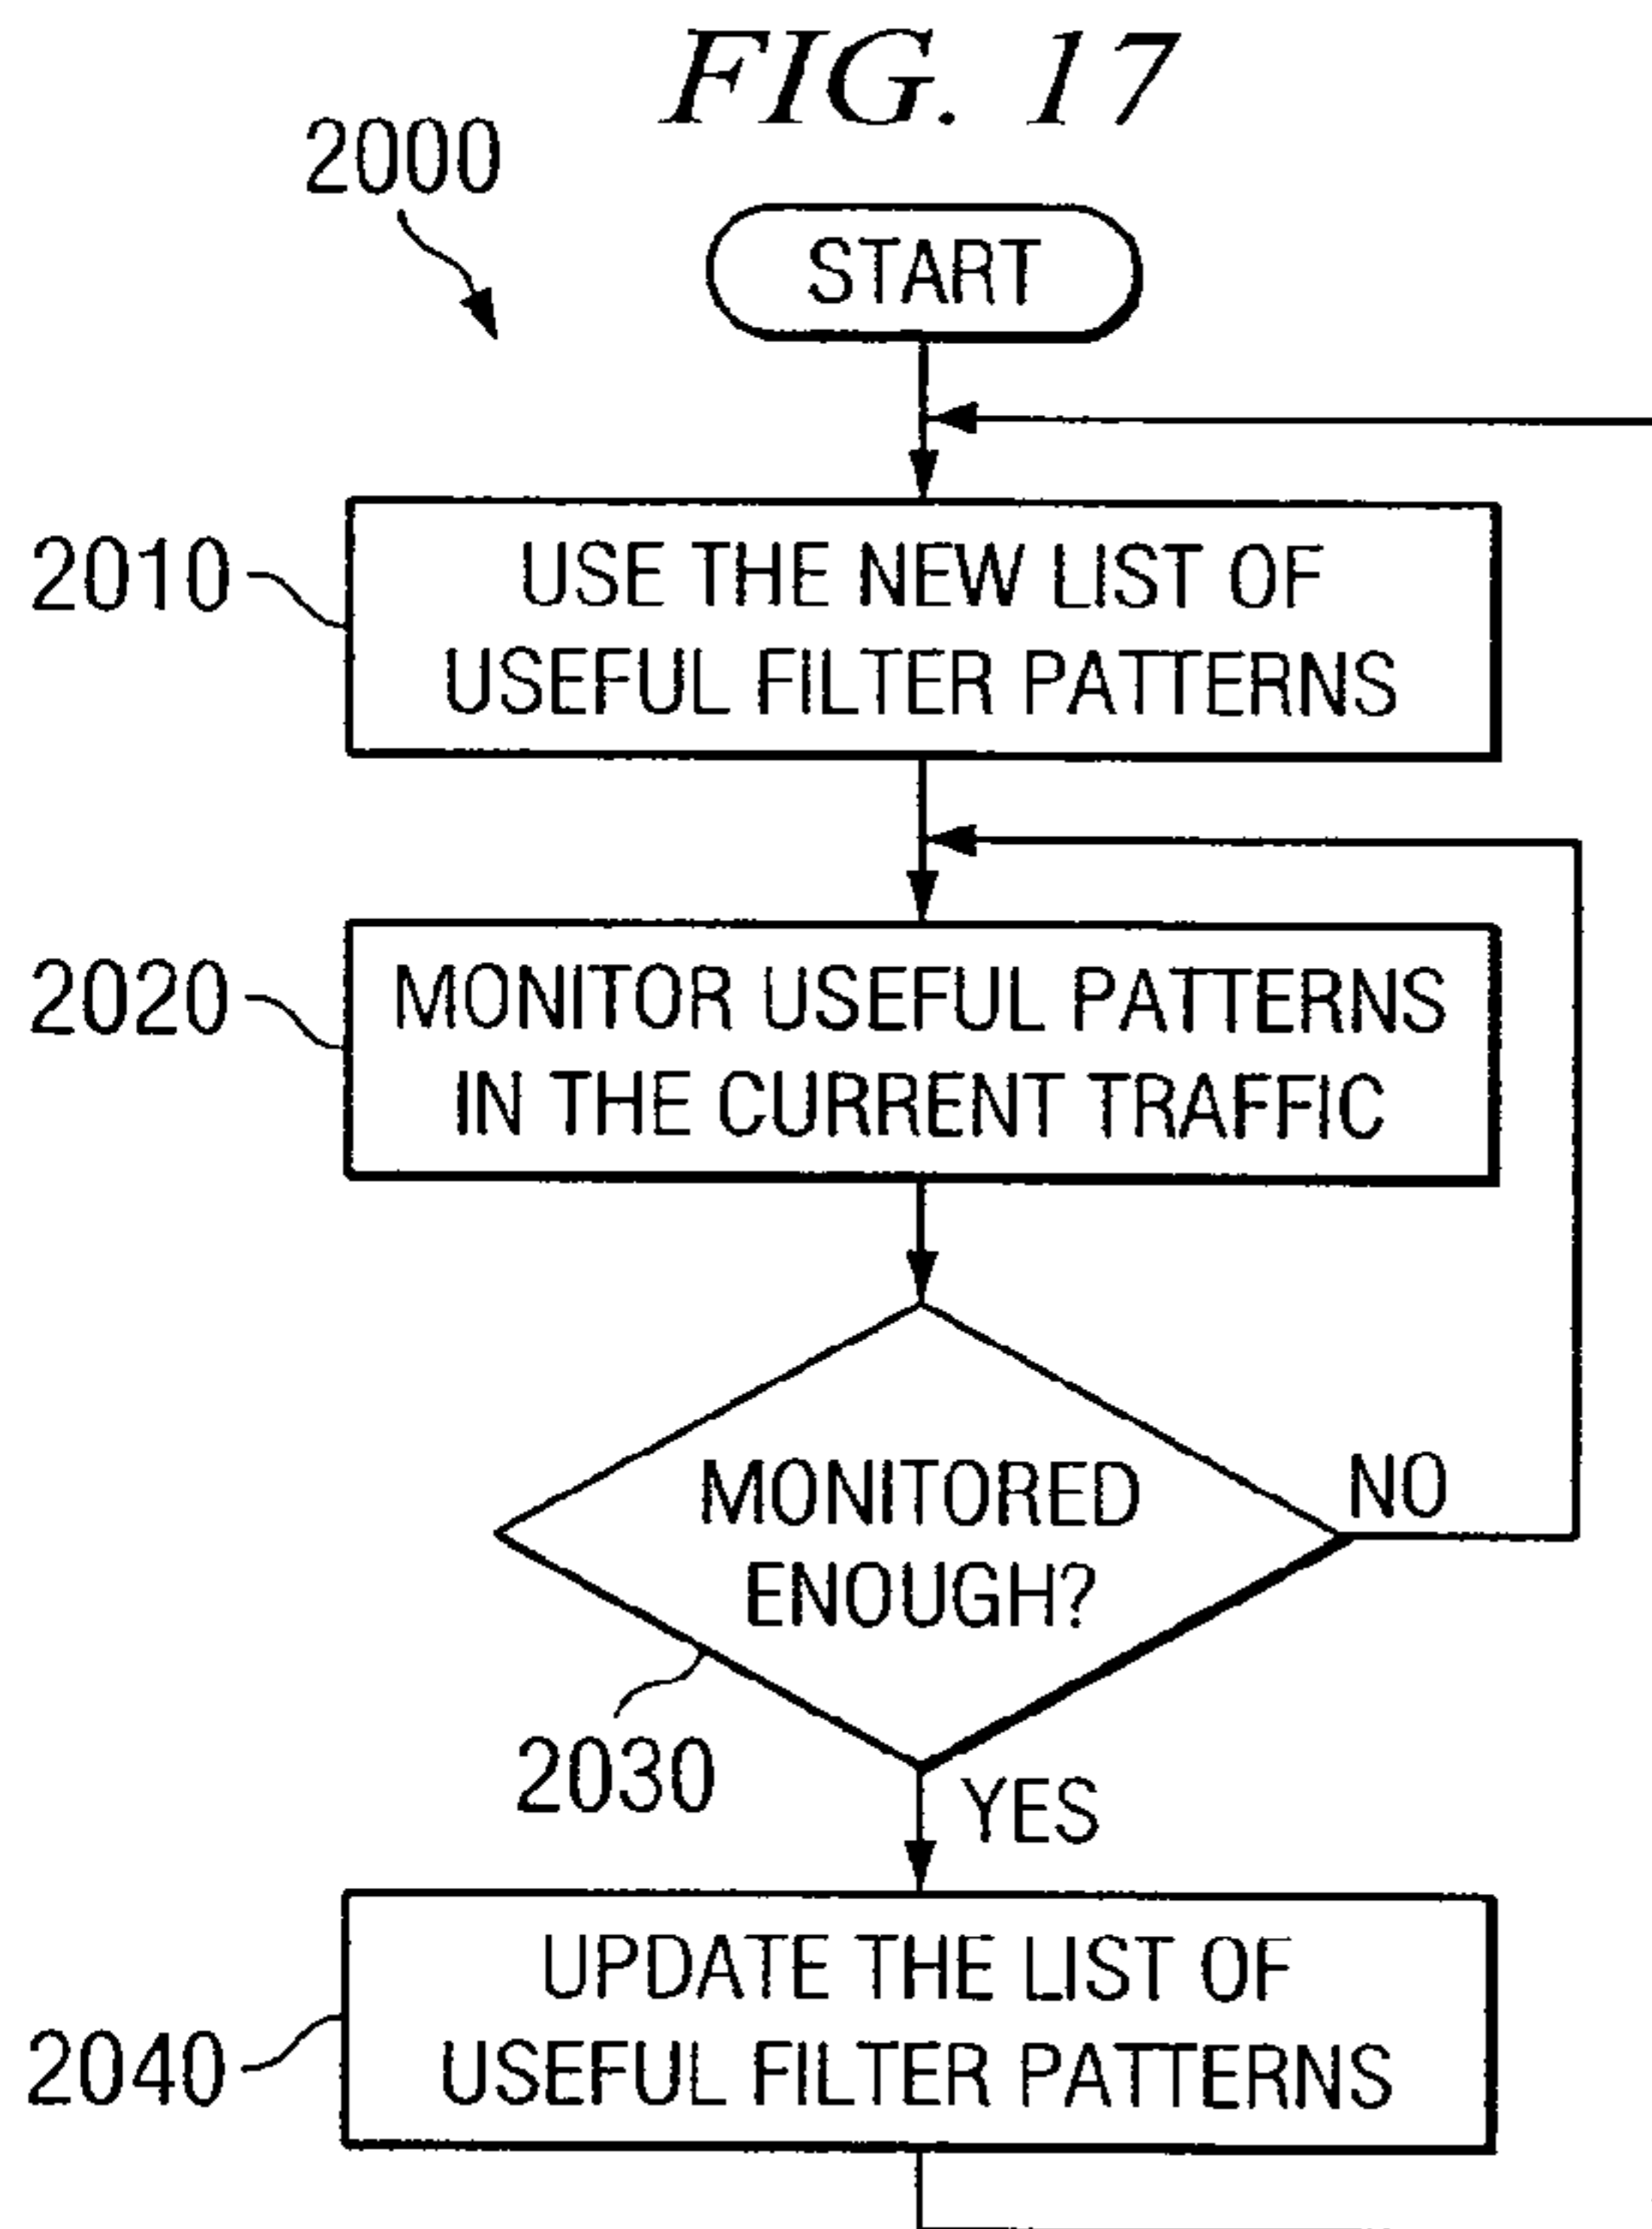 FIG. 17
2000
START
2010
USE THE NEW LIST OF
USEFUL FILTER PATTERNS
2020
MONITOR USEFUL PATTERNS
IN THE CURRENT TRAFFIC
MONITORED
ENOUGH?
NO
2030
YES
2040
UPDATE THE LIST OF
USEFUL FILTER PATTERNS